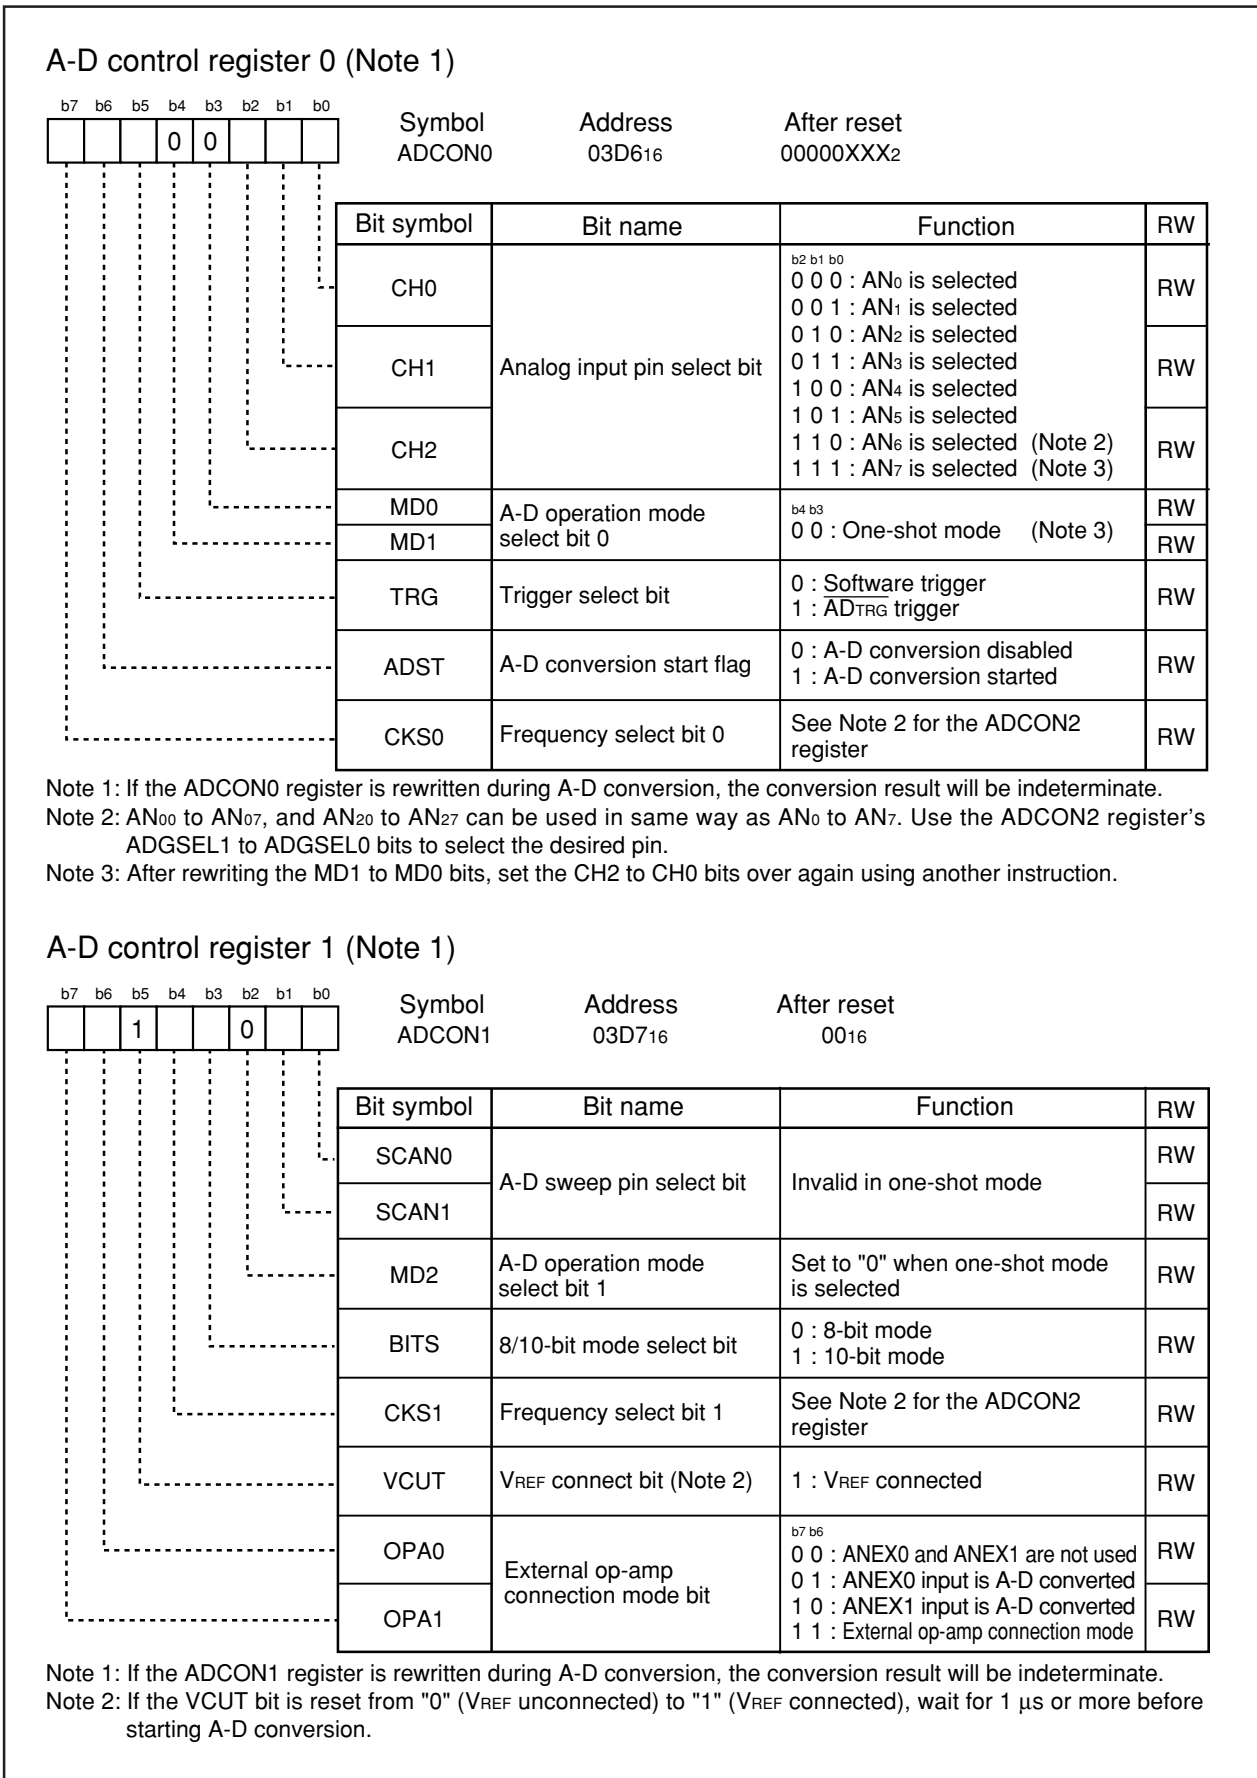 A-D control register 0 (Note 1)
b7 b6 b5 b4 b3 b2 b1 b0
0 0
Symbol Address After reset
ADCON0 03D616 00000XXX2
Bit symbol Bit name Function RW
CH0 RW
CH1 Analog input pin select bit RW
CH2 RW
b2 b1 b0
0 0 0 : AN0 is selected
0 0 1 : AN1 is selected
0 1 0 : AN2 is selected
0 1 1 : AN3 is selected
1 0 0 : AN4 is selected
1 0 1 : AN5 is selected
1 1 0 : AN6 is selected (Note 2)
1 1 1 : AN7 is selected (Note 3)
MD0 RW
MD1 RW
A-D operation mode
select bit 0
b4 b3
0 0 : One-shot mode (Note 3)
TRG Trigger select bit RW
0 : Software trigger
1 : ADTRG trigger
ADST A-D conversion start flag RW
0 : A-D conversion disabled
1 : A-D conversion started
CKS0 Frequency select bit 0 RW
See Note 2 for the ADCON2
register
Note 1: If the ADCON0 register is rewritten during A-D conversion, the conversion result will be indeterminate.
Note 2: AN00 to AN07, and AN20 to AN27 can be used in same way as AN0 to AN7. Use the ADCON2 register's
ADGSEL1 to ADGSEL0 bits to select the desired pin.
Note 3: After rewriting the MD1 to MD0 bits, set the CH2 to CH0 bits over again using another instruction.
A-D control register 1 (Note 1)
b7 b6 b5 b4 b3 b2 b1 b0
1 0
Symbol Address After reset
ADCON1 03D716 0016
Bit symbol Bit name Function RW
SCAN0 RW
A-D sweep pin select bit Invalid in one-shot mode
SCAN1 RW
MD2 RW
A-D operation mode
select bit 1
Set to "0" when one-shot mode
is selected
BITS 8/10-bit mode select bit RW
0 : 8-bit mode
1 : 10-bit mode
CKS1 Frequency select bit 1 RW
See Note 2 for the ADCON2
register
VCUT VREF connect bit (Note 2) 1 : VREF connected RW
OPA0 RW
OPA1 RW
External op-amp
connection mode bit
b7 b6
0 0 : ANEX0 and ANEX1 are not used
0 1 : ANEX0 input is A-D converted
1 0 : ANEX1 input is A-D converted
1 1 : External op-amp connection mode
Note 1: If the ADCON1 register is rewritten during A-D conversion, the conversion result will be indeterminate.
Note 2: If the VCUT bit is reset from "0" (VREF unconnected) to "1" (VREF connected), wait for 1 µs or more before
starting A-D conversion.